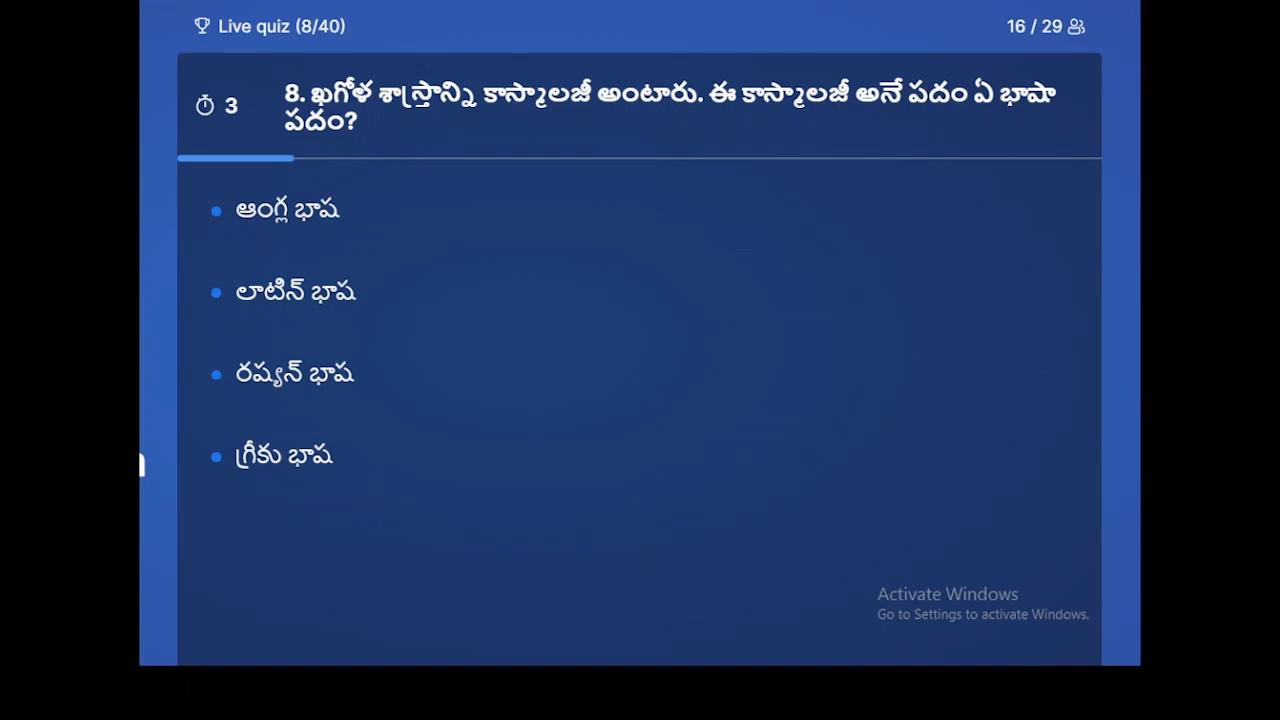 Live quiz (8/40)
16 / 29
3
8. ఖగోళ శాస్త్రాన్ని కాస్మాలజీ అంటారు. ఈ కాస్మాలజీ అనే పదం ఏ భాషా
పదం?
ఆంగ్ల భాష
లాటిన్ భాష
రష్యన్ భాష
గ్రీకు భాష
Activate Windows
Go to Settings to activate Windows.